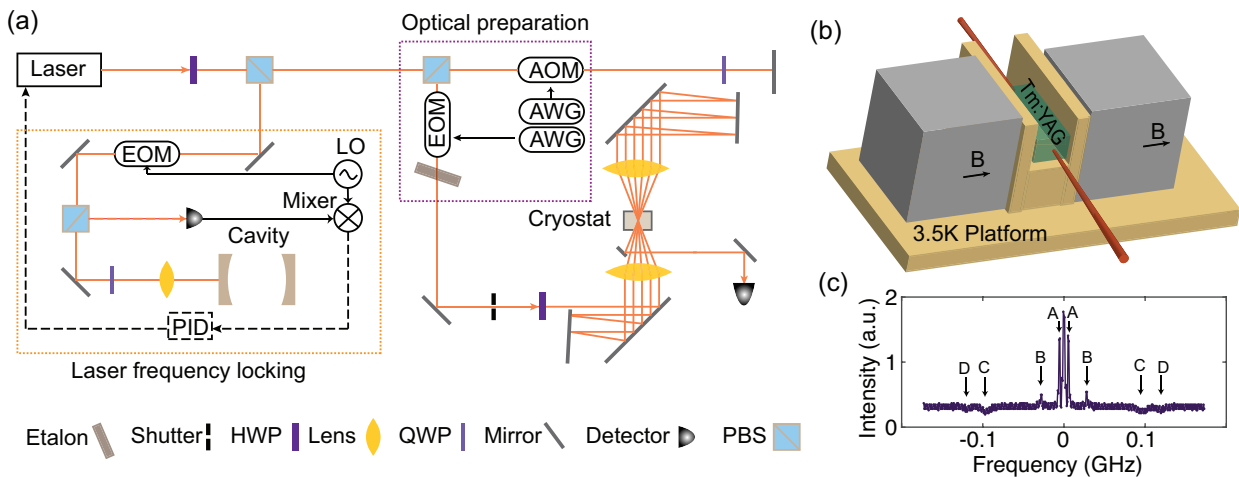 (a)
Optical preparation
Laser
AOM
AWG
AWG
EOM
EOM
LO
Mixer
Cavity
PID
Laser frequency locking
Cryostat
Etalon
Shutter
HWP
Lens
QWP
Mirror
Detector
PBS
(b)
Tm:YAG
B
B
3.5K Platform
(c)
Intensity (a.u.)
2
1
0
A A
B B
C C
D D
-0.1 0 0.1
Frequency (GHz)